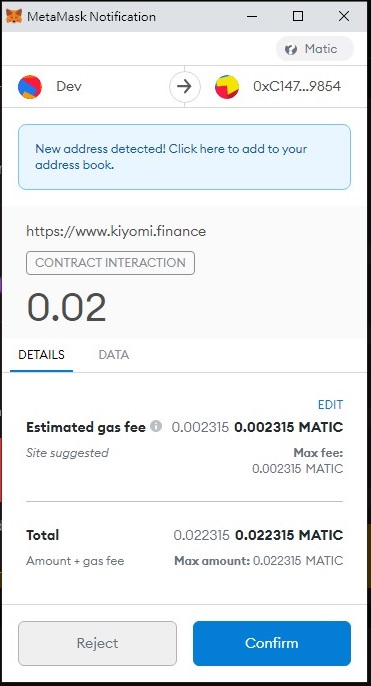 MetaMask Notification
Matic
Dev
0xC147...9854
New address detected! Click here to add to your
address book.
https://www.kiyomi.finance
CONTRACT INTERACTION
0.02
DETAILS DATA
EDIT
Estimated gas fee 0.002315 0.002315 MATIC
Site suggested Max fee:
0.002315 MATIC
Total 0.022315 0.022315 MATIC
Amount + gas fee Max amount: 0.022315 MATIC
Reject Confirm